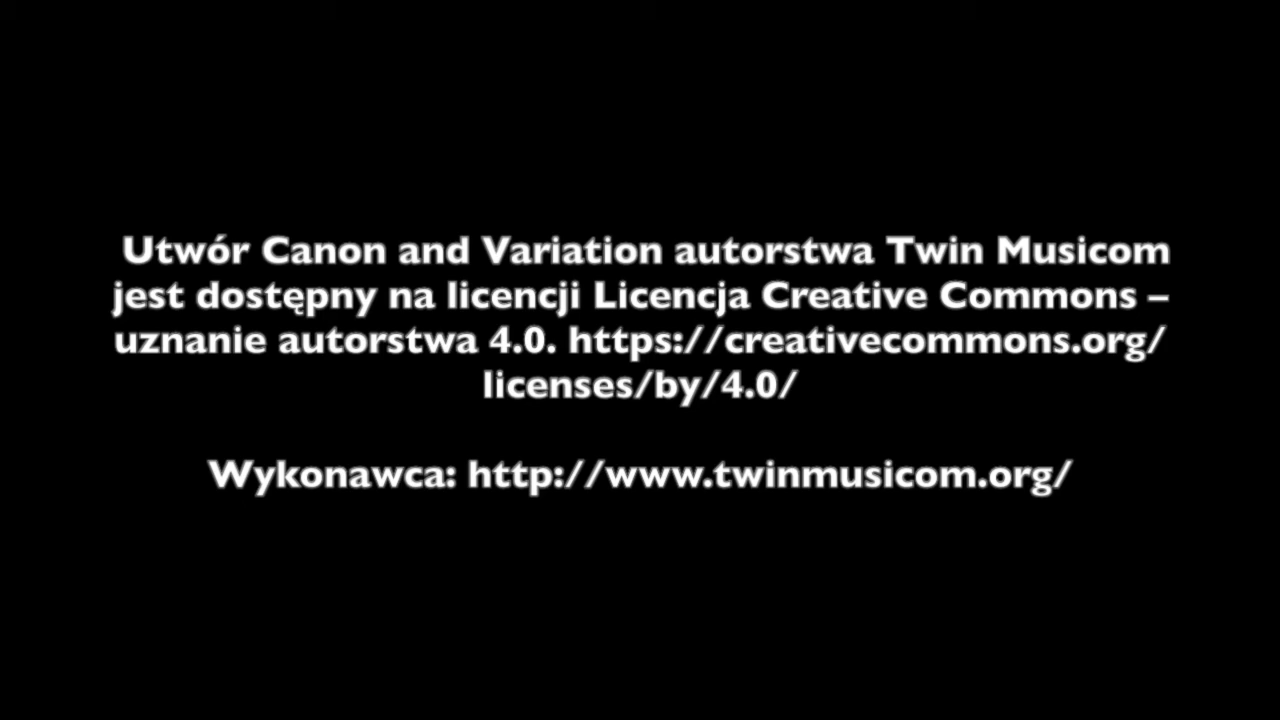 Utwór Canon and Variation autorstwa Twin Musicom
jest dostępny na licencji Licencja Creative Commons –
uznanie autorstwa 4.0. https://creativecommons.org/
licenses/by/4.0/
Wykonawca: http://www.twinmusicom.org/